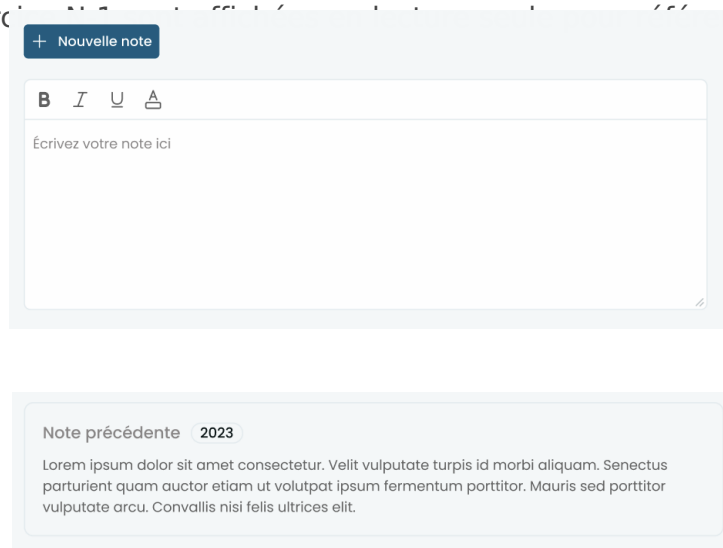 Nouvelle note
B I U A
Écrivez votre note ici
Note précédente 2023
Lorem ipsum dolor sit amet consectetur. Velit vulputate turpis id morbi aliquam. Senectus
parturient quam auctor etiam ut volutpat ipsum fermentum porttitor. Mauris sed porttitor
vulputate arcu. Convallis nisi felis ultrices elit.